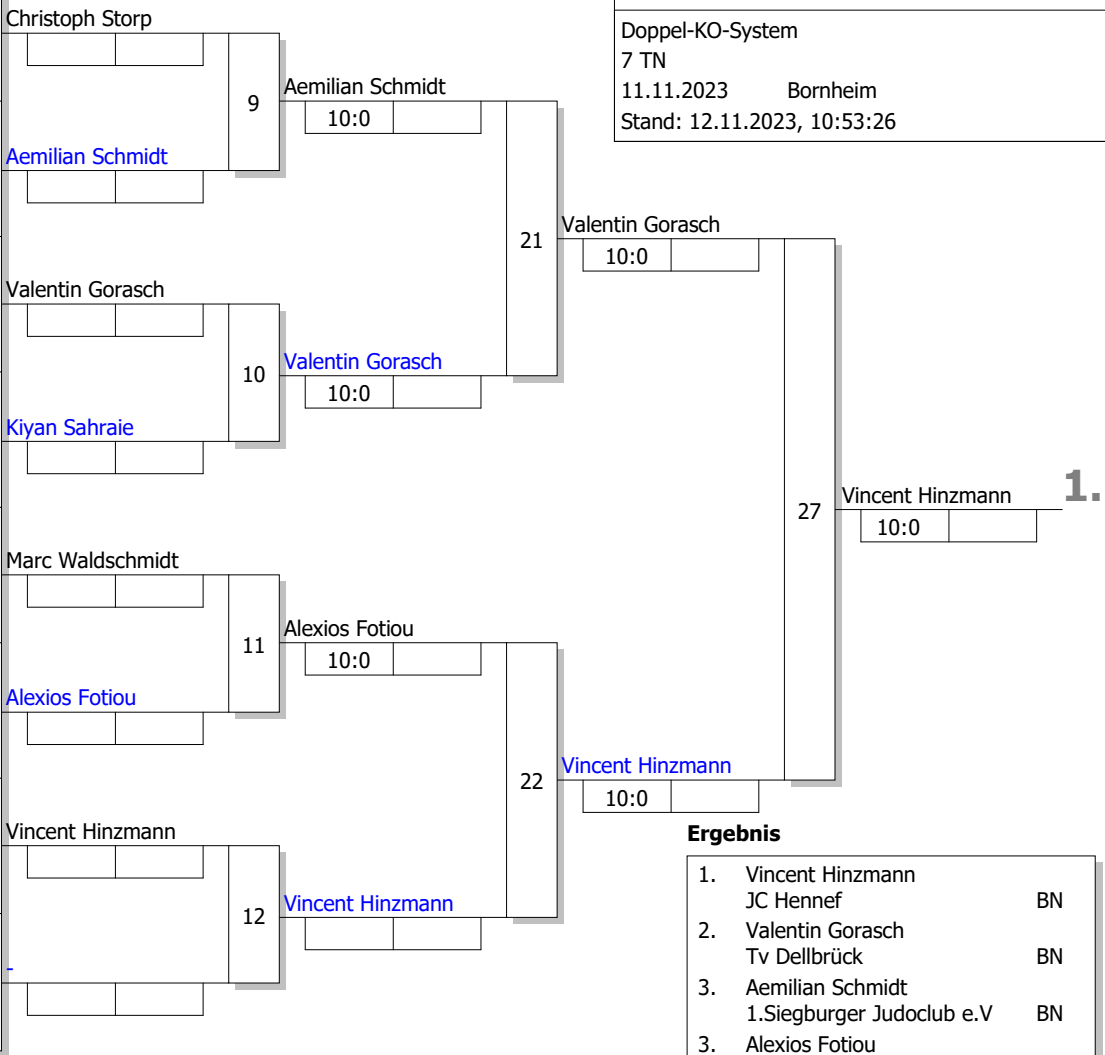 Christoph Storp
Doppel-KO-System
7 TN
11.11.2023 Bornheim
Stand: 12.11.2023, 10:53:26
9
Aemilian Schmidt
10:0
Aemilian Schmidt
21
Valentin Gorasch
10:0
Valentin Gorasch
10
Valentin Gorasch
10:0
Kiyan Sahraie
27
Vincent Hinzmann
1.
10:0
Marc Waldschmidt
11
Alexios Fotiou
10:0
Alexios Fotiou
22
Vincent Hinzmann
10:0
Vincent Hinzmann
12
Vincent Hinzmann
-
Ergebnis
1. Vincent Hinzmann
JC Hennef BN
2. Valentin Gorasch
Tv Dellbrück BN
3. Aemilian Schmidt
1.Siegburger Judoclub e.V BN
3. Alexios Fotiou